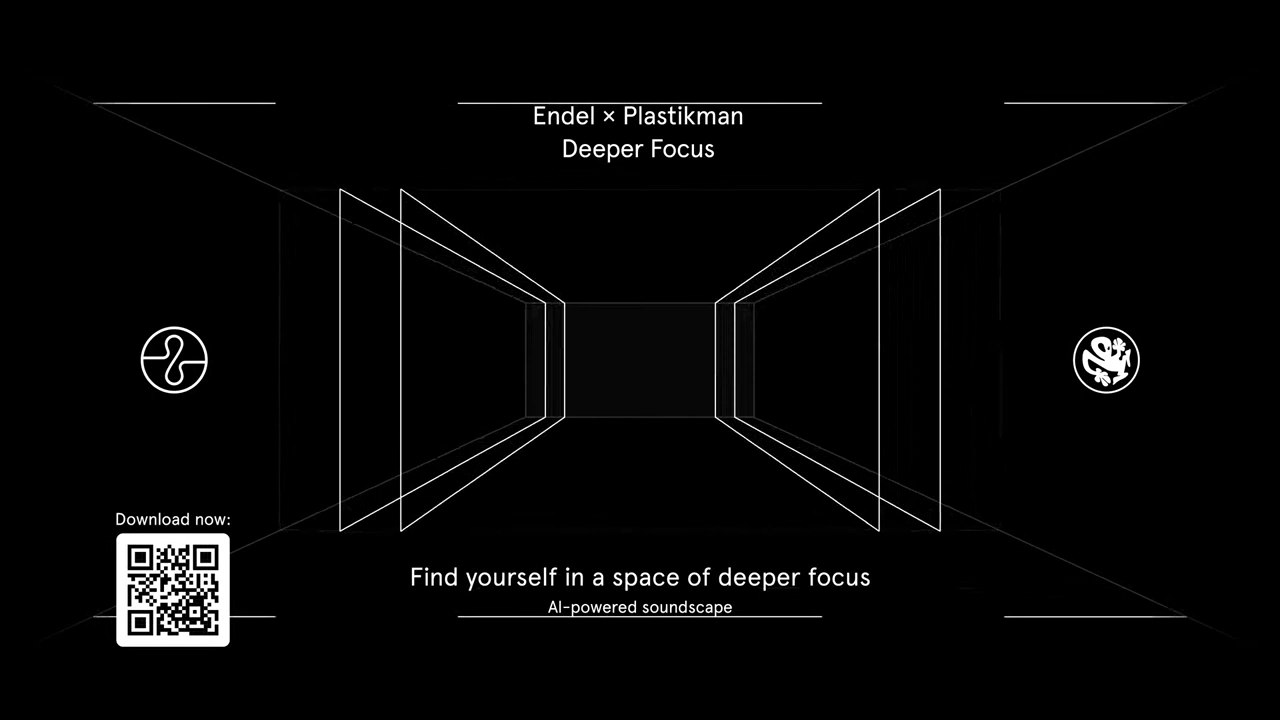 Endel × Plastikman
Deeper Focus
Download now:
Find yourself in a space of deeper focus
AI-powered soundscape